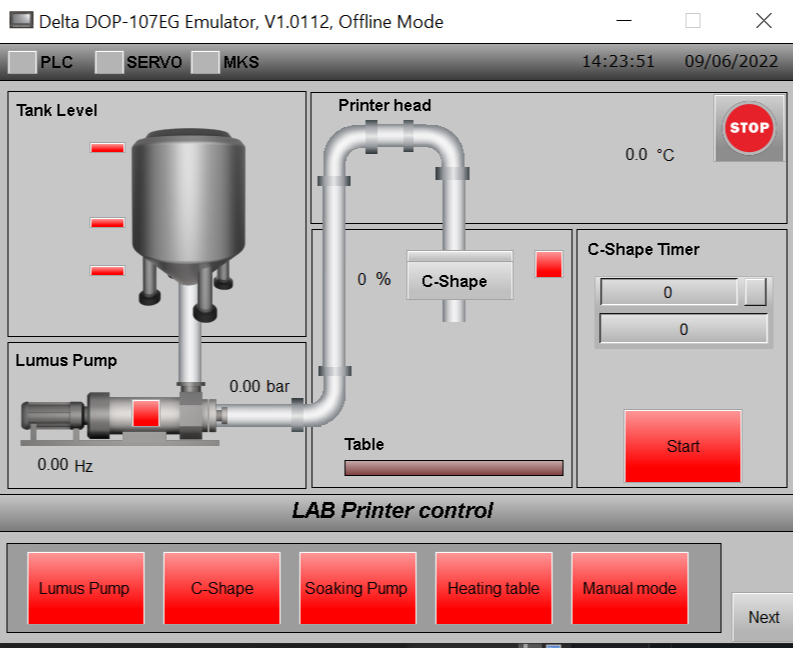 Delta DOP-107EG Emulator, V1.0112, Offline Mode
PLC SERVO MKS 14:23:51 09/06/2022
Tank Level
Printer head
STOP
0.0 °C
C-Shape Timer
0 %
C-Shape
0
0
Lumus Pump
0.00 bar
0.00 Hz
Table
Start
LAB Printer control
Lumus Pump
C-Shape
Soaking Pump
Heating table
Manual mode
Next